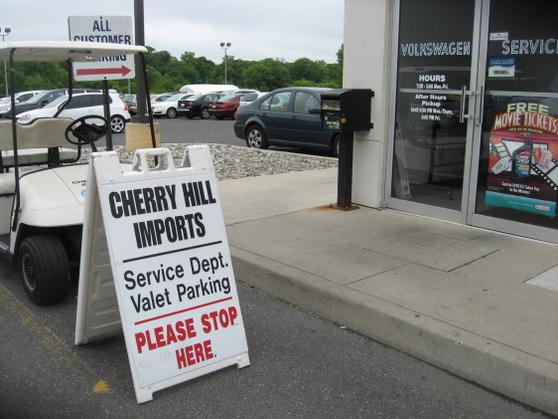 ALL
CUSTOMER
PARKING
VOLKSWAGEN SERVICE
HOURS
After Hours
Pickup
FREE
MOVIE TICKETS
CHERRY HILL
IMPORTS
Service Dept.
Valet Parking
PLEASE STOP
HERE.